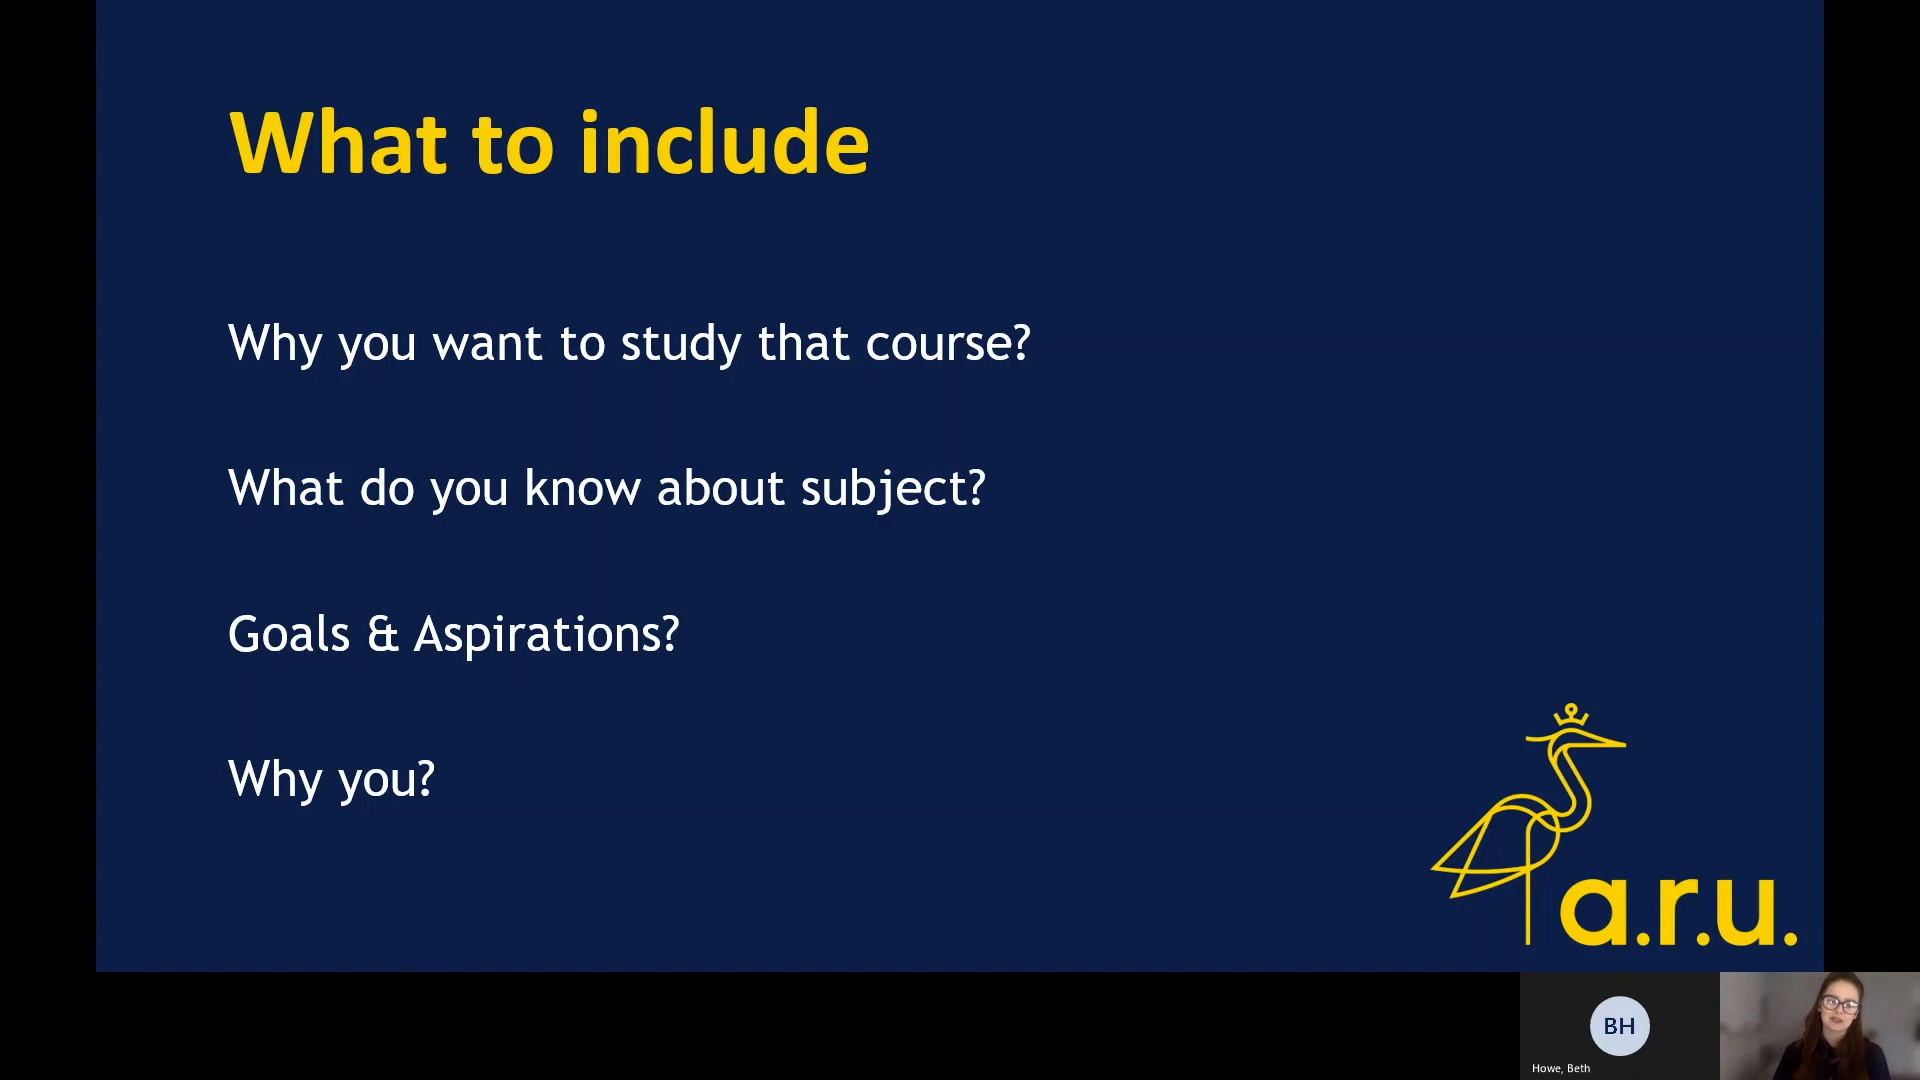 What to include
Why you want to study that course?
What do you know about subject?
Goals & Aspirations?
Why you?
a.r.u.
BH
Howe, Beth